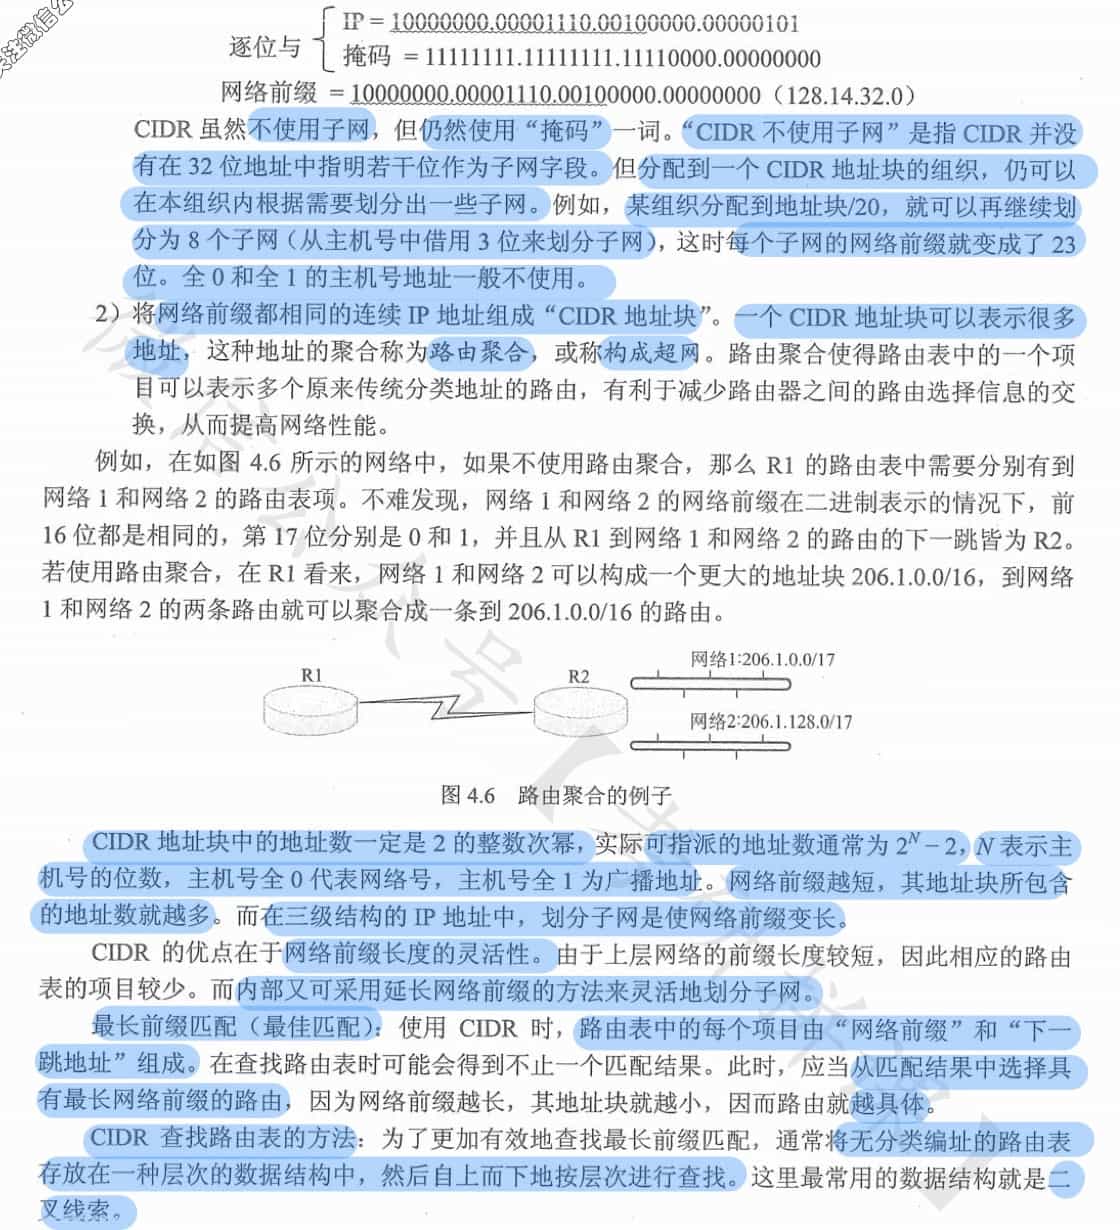 关注微信公
逐位与
IP = 10000000.00001110.00100000.00000101
掩码 = 11111111.11111111.11110000.00000000
网络前缀 = 10000000.00001110.00100000.00000000（128.14.32.0）
CIDR 虽然不使用子网，但仍然使用“掩码”一词。“CIDR 不使用子网”是指 CIDR 并没
有在 32 位地址中指明若干位作为子网字段。但分配到一个 CIDR 地址块的组织，仍可以
在本组织内根据需要划分出一些子网。例如，某组织分配到地址块/20，就可以再继续划
分为 8 个子网（从主机号中借用 3 位来划分子网），这时每个子网的网络前缀就变成了 23
位。全 0 和全 1 的主机号地址一般不使用。
2）将网络前缀都相同的连续 IP 地址组成“CIDR 地址块”。一个 CIDR 地址块可以表示很多
地址，这种地址的聚合称为路由聚合，或称构成超网。路由聚合使得路由表中的一个项
目可以表示多个原来传统分类地址的路由，有利于减少路由器之间的路由选择信息的交
换，从而提高网络性能。
例如，在如图 4.6 所示的网络中，如果不使用路由聚合，那么 R1 的路由表中需要分别有到
网络 1 和网络 2 的路由表项。不难发现，网络 1 和网络 2 的网络前缀在二进制表示的情况下，前
16 位都是相同的，第 17 位分别是 0 和 1，并且从 R1 到网络 1 和网络 2 的路由的下一跳皆为 R2。
若使用路由聚合，在 R1 看来，网络 1 和网络 2 可以构成一个更大的地址块 206.1.0.0/16，到网络
1 和网络 2 的两条路由就可以聚合成一条到 206.1.0.0/16 的路由。
R1
R2
网络1:206.1.0.0/17
网络2:206.1.128.0/17
图 4.6 路由聚合的例子
CIDR 地址块中的地址数一定是 2 的整数次幂，实际可指派的地址数通常为 2^N − 2，N 表示主
机号的位数，主机号全 0 代表网络号，主机号全 1 为广播地址。网络前缀越短，其地址块所包含
的地址数就越多。而在三级结构的 IP 地址中，划分子网是使网络前缀变长。
CIDR 的优点在于网络前缀长度的灵活性。由于上层网络的前缀长度较短，因此相应的路由
表的项目较少。而内部又可采用延长网络前缀的方法来灵活地划分子网。
最长前缀匹配（最佳匹配）：使用 CIDR 时，路由表中的每个项目由“网络前缀”和“下一
跳地址”组成。在查找路由表时可能会得到不止一个匹配结果。此时，应当从匹配结果中选择具
有最长网络前缀的路由，因为网络前缀越长，其地址块就越小，因而路由就越具体。
CIDR 查找路由表的方法：为了更加有效地查找最长前缀匹配，通常将无分类编址的路由表
存放在一种层次的数据结构中，然后自上而下地按层次进行查找。这里最常用的数据结构就是二
叉线索。